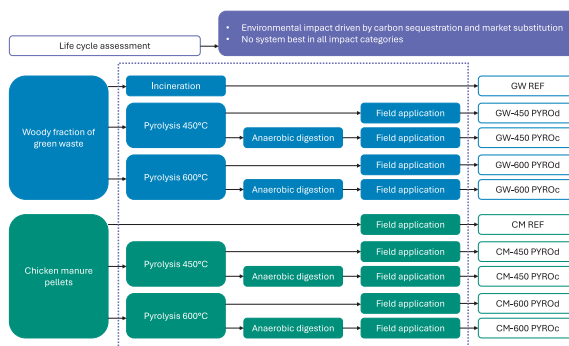 • Environmental impact driven by carbon sequestration and market substitution
• No system best in all impact categories
Life cycle assessment
Woody fraction of
green waste
Incineration
GW REF
Pyrolysis 450°C
Field application
GW-450 PYROd
Anaerobic digestion
Field application
GW-450 PYROc
Pyrolysis 600°C
Field application
GW-600 PYROd
Anaerobic digestion
Field application
GW-600 PYROc
Chicken manure
pellets
Field application
CM REF
Pyrolysis 450°C
Field application
CM-450 PYROd
Anaerobic digestion
Field application
CM-450 PYROc
Pyrolysis 600°C
Field application
CM-600 PYROd
Anaerobic digestion
Field application
CM-600 PYROc